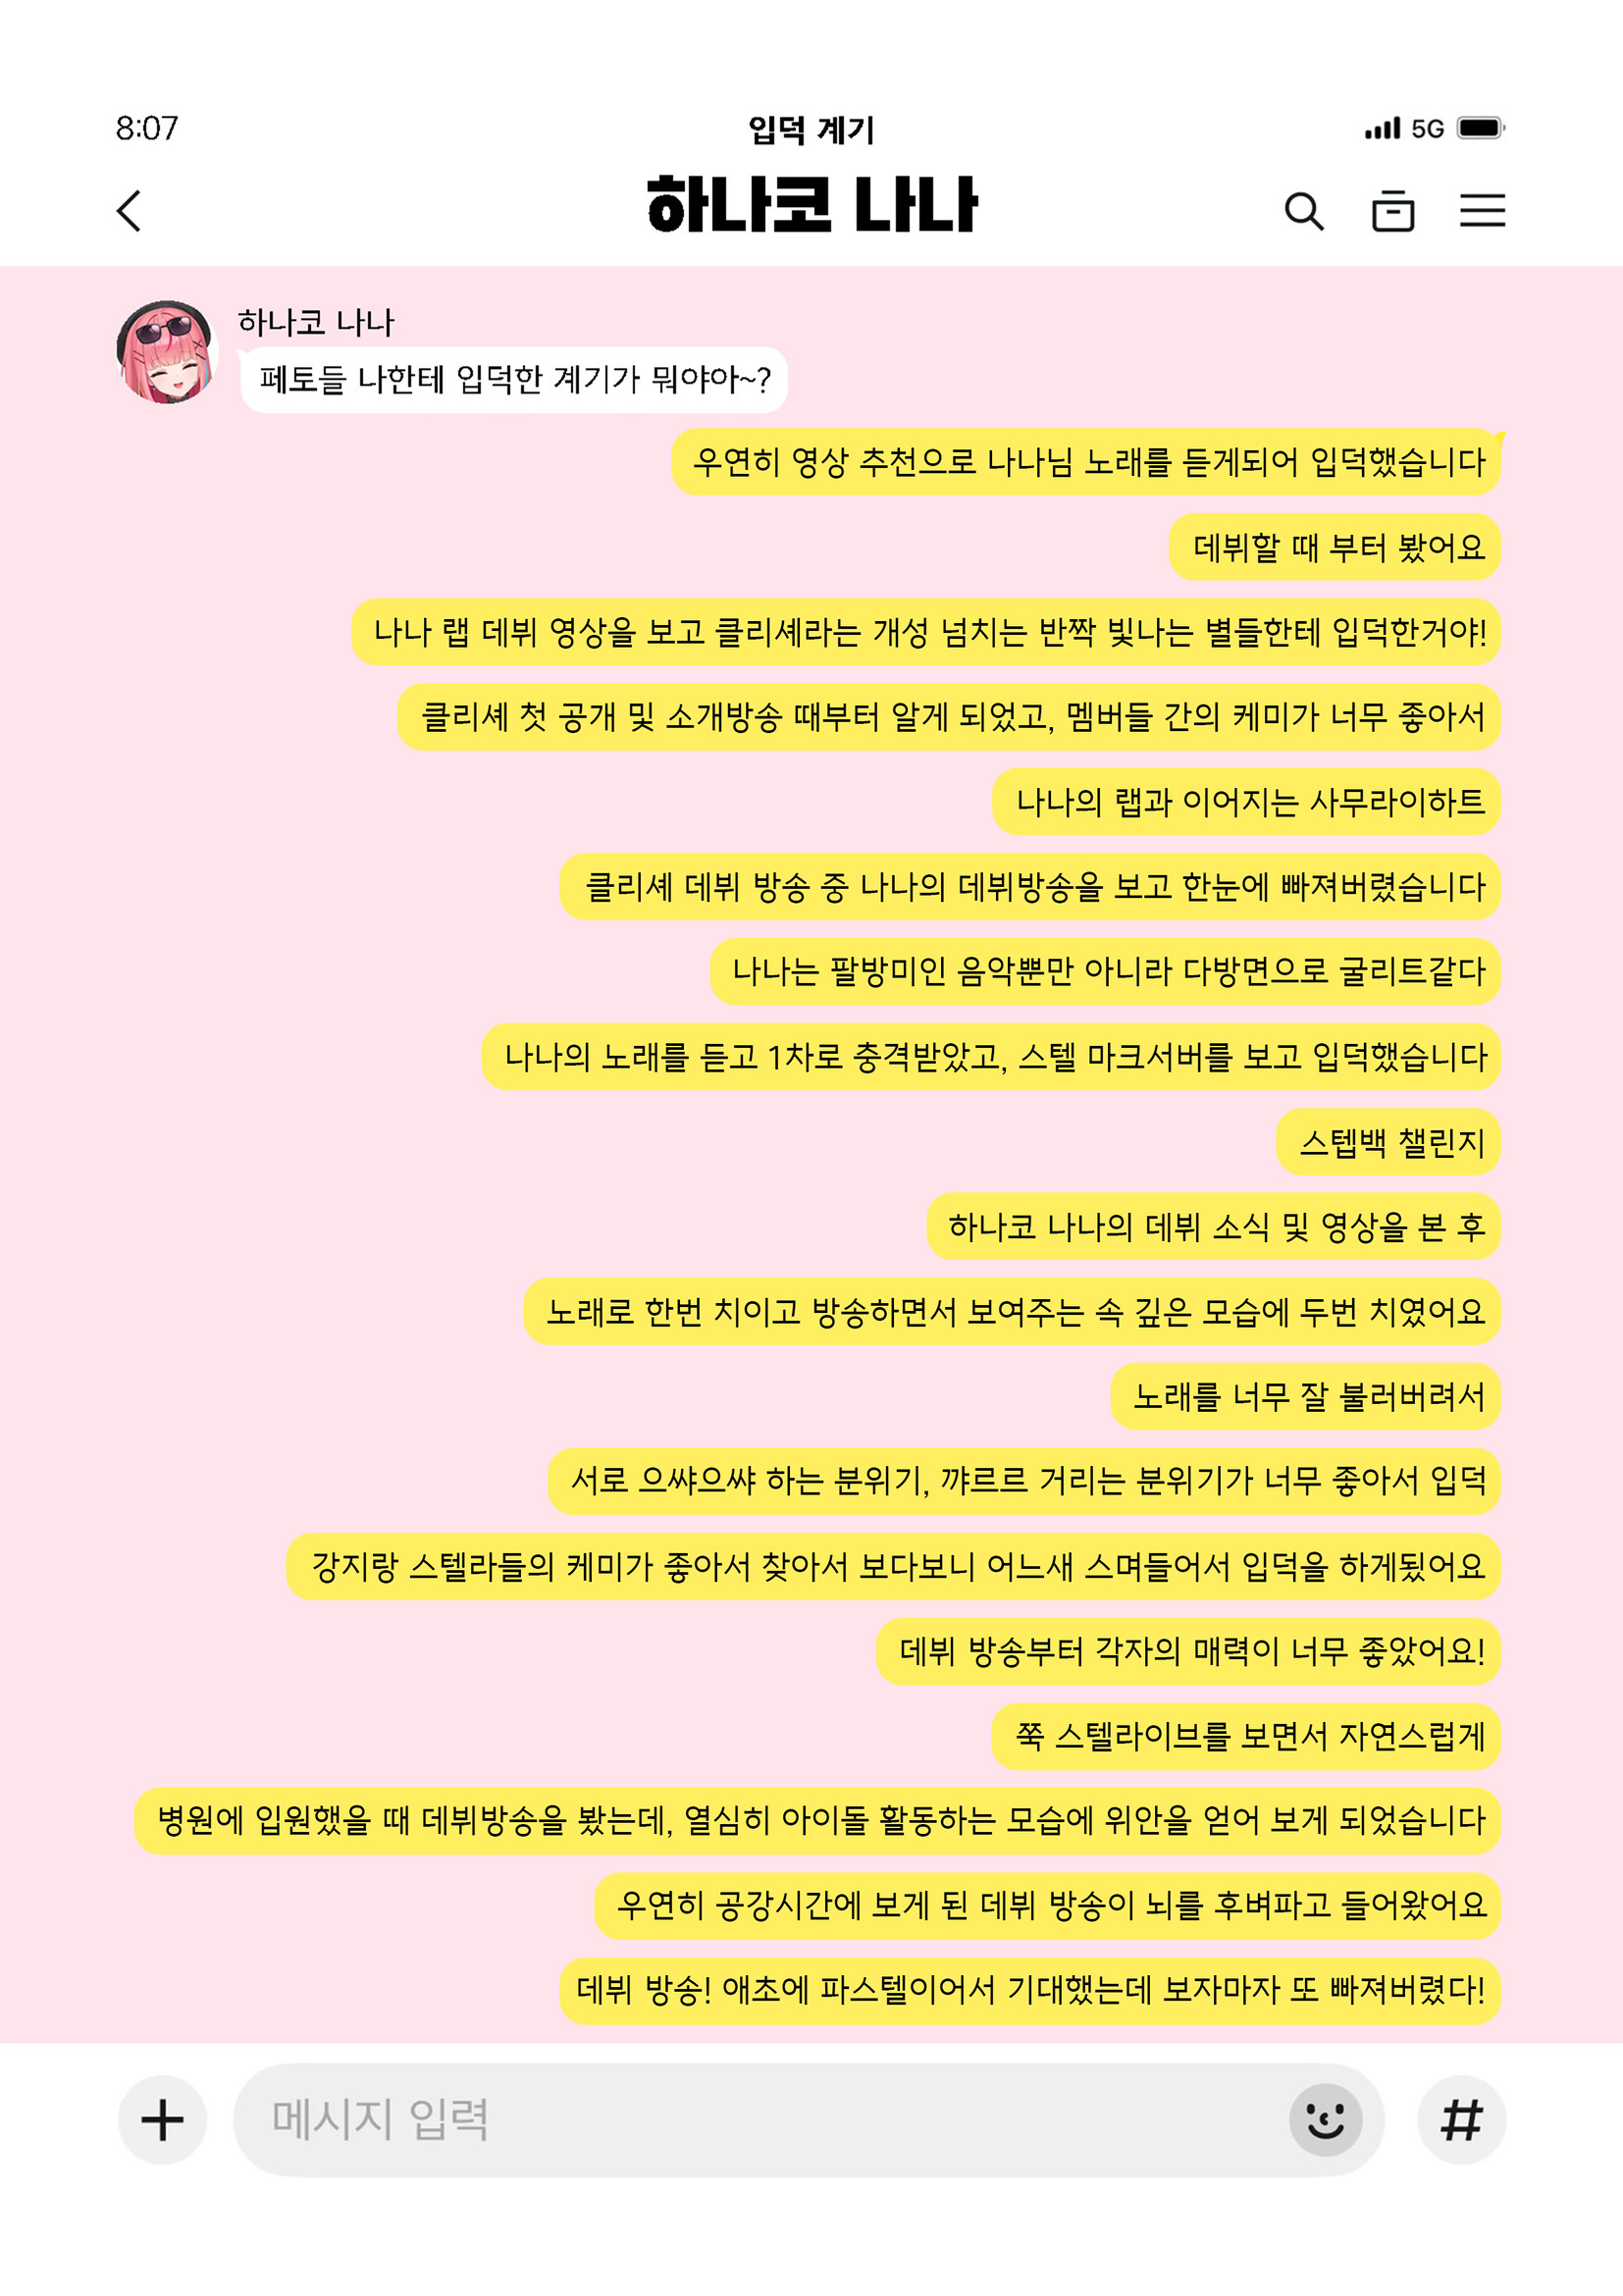 8:07
입덕 계기
5G
하나코 나나
하나코 나나
페토들 나한테 입덕한 계기가 뭐야아~?
우연히 영상 추천으로 나나님 노래를 듣게되어 입덕했습니다
데뷔할 때 부터 봤어요
나나 랩 데뷔 영상을 보고 클리셰라는 개성 넘치는 반짝 빛나는 별들한테 입덕한거야!
클리셰 첫 공개 및 소개방송 때부터 알게 되었고, 멤버들 간의 케미가 너무 좋아서
나나의 랩과 이어지는 사무라이하트
클리셰 데뷔 방송 중 나나의 데뷔방송을 보고 한눈에 빠져버렸습니다
나나는 팔방미인 음악뿐만 아니라 다방면으로 굴리트같다
나나의 노래를 듣고 1차로 충격받았고, 스텔 마크서버를 보고 입덕했습니다
스텝백 챌린지
하나코 나나의 데뷔 소식 및 영상을 본 후
노래로 한번 치이고 방송하면서 보여주는 속 깊은 모습에 두번 치였어요
노래를 너무 잘 불러버려서
서로 으쌰으쌰 하는 분위기, 꺄르르 거리는 분위기가 너무 좋아서 입덕
강지랑 스텔라들의 케미가 좋아서 찾아서 보다보니 어느새 스며들어서 입덕을 하게됬어요
데뷔 방송부터 각자의 매력이 너무 좋았어요!
쭉 스텔라이브를 보면서 자연스럽게
병원에 입원했을 때 데뷔방송을 봤는데, 열심히 아이돌 활동하는 모습에 위안을 얻어 보게 되었습니다
우연히 공강시간에 보게 된 데뷔 방송이 뇌를 후벼파고 들어왔어요
데뷔 방송! 애초에 파스텔이어서 기대했는데 보자마자 또 빠져버렸다!
메시지 입력
#